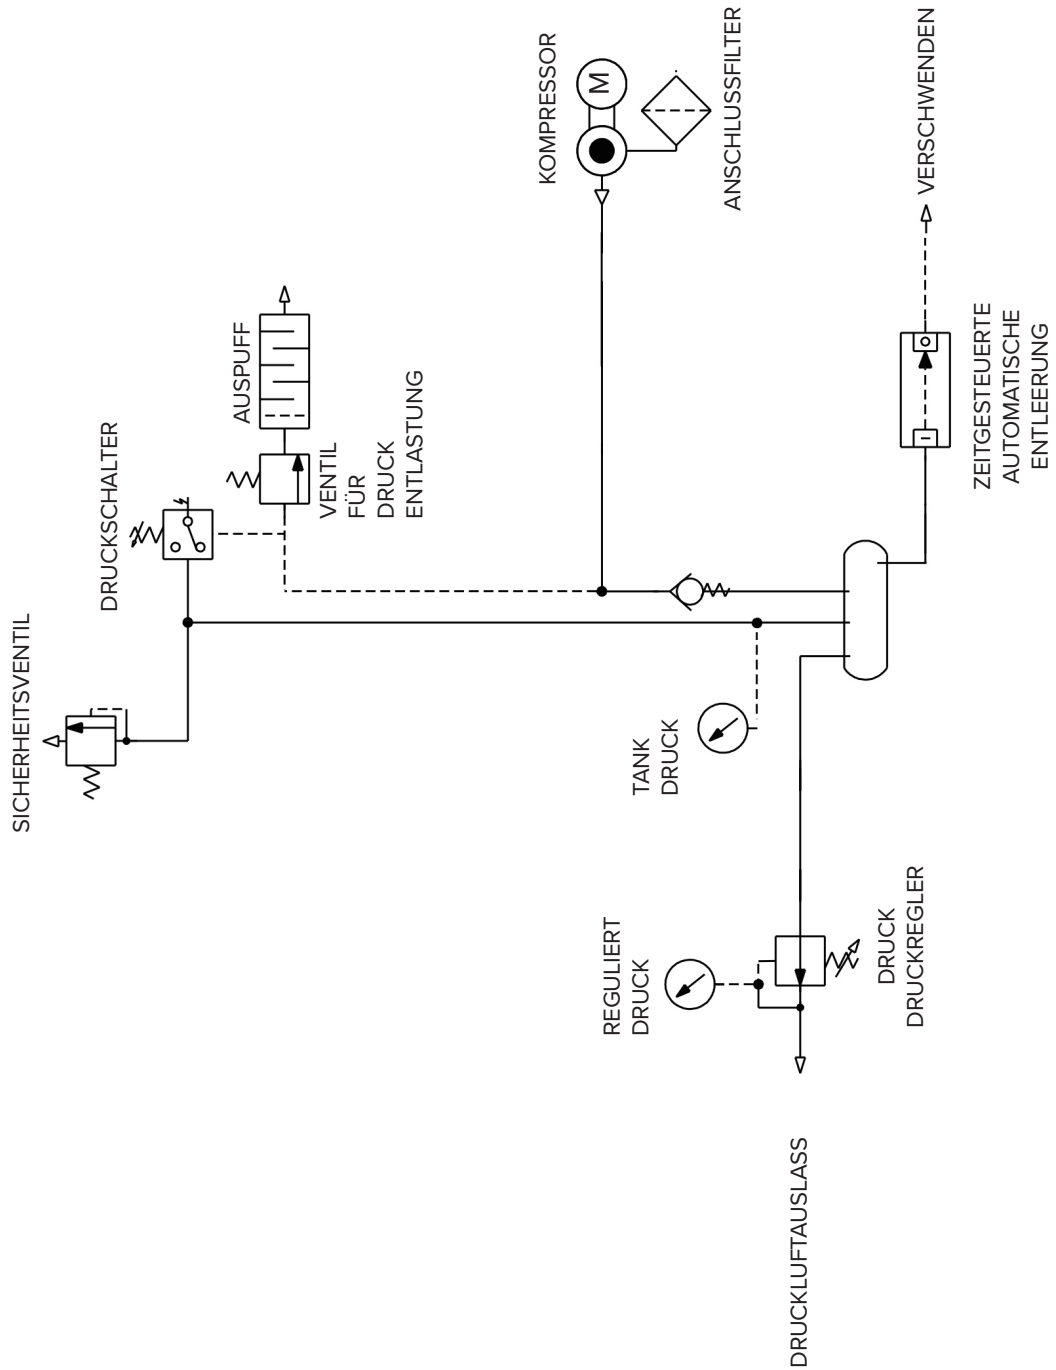 SICHERHEITSVENTIL
DRUCKSCHALTER
AUSPUFF
VENTIL
FÜR
DRUCK
ENTLASTUNG
KOMPRESSOR
M
ANSCHLUSSFILTER
VERSCHWENDEN
ZEITGESTEUERTE
AUTOMATISCHE
ENTLEERUNG
TANK
DRUCK
REGULIERT
DRUCK
DRUCK
DRUCKREGLER
DRUCKLUFTAUSLASS